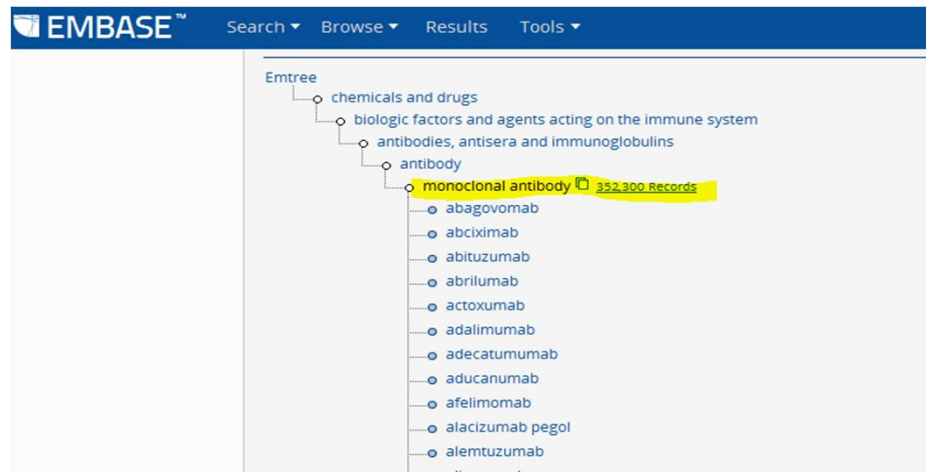 EMBASE™ Search Browse Results Tools
Emtree
chemicals and drugs
biologic factors and agents acting on the immune system
antibodies, antisera and immunoglobulins
antibody
monoclonal antibody 352,300 Records
abagovomab
abciximab
abituzumab
abrilumab
actoxumab
adalimumab
adecatumumab
aducanumab
afelimomab
alacizumab pegol
alemtuzumab